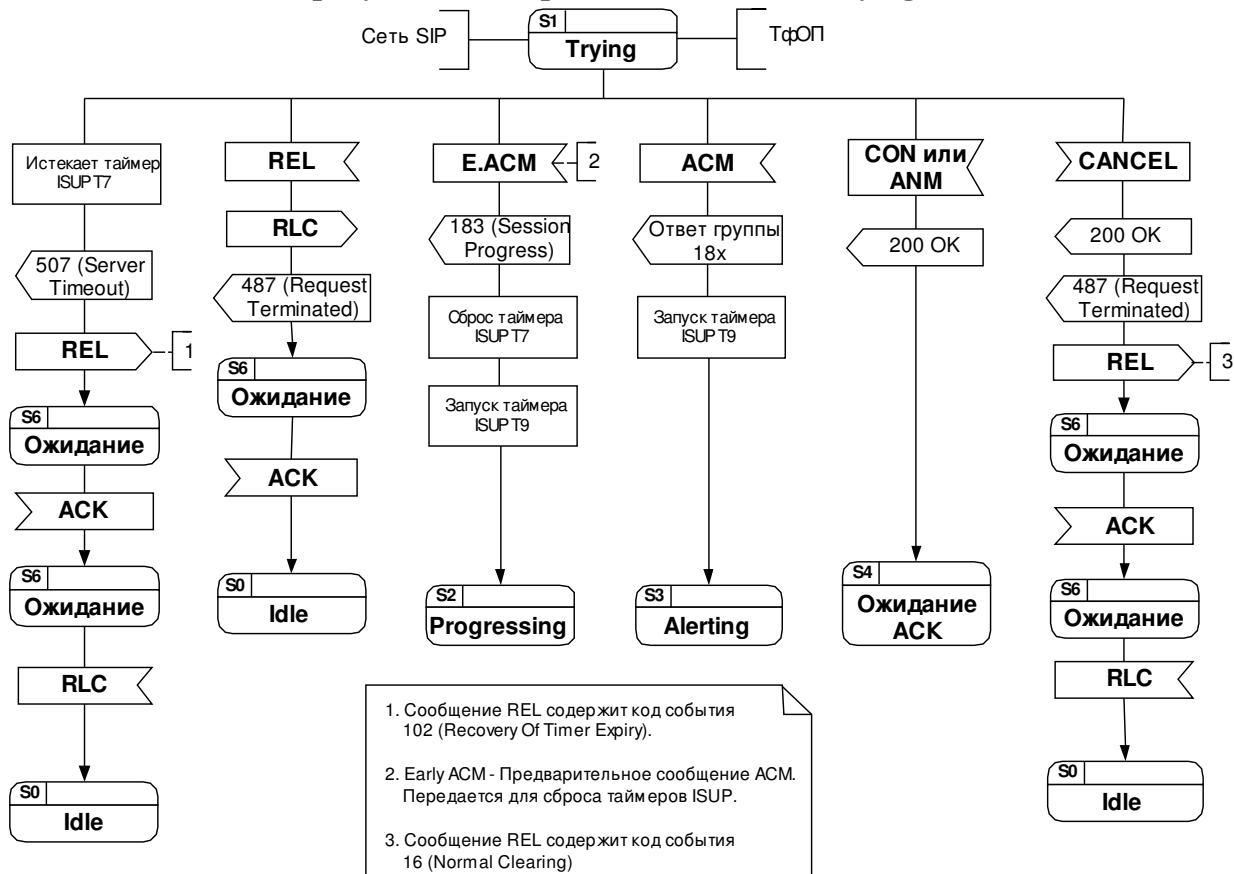 S1
Trying
Сеть SIP
ТфОП
Истекает таймер
ISUP T7
507 (Server
Timeout)
REL
1
S6
Ожидание
ACK
S6
Ожидание
RLC
S0
Idle
REL
RLC
487 (Request
Terminated)
S6
Ожидание
ACK
S0
Idle
E.ACM
2
183 (Session
Progress)
Сброс таймера
ISUP T7
Запуск таймера
ISUP T9
S2
Progressing
ACM
Ответ группы
18x
Запуск таймера
ISUP T9
S3
Alerting
CON или
ANM
200 OK
S4
Ожидание
ACK
CANCEL
200 OK
487 (Request
Terminated)
REL
3
S6
Ожидание
ACK
S6
Ожидание
RLC
S0
Idle
1. Сообщение REL содержит код события
102 (Recovery Of Timer Expiry).
2. Early ACM - Предварительное сообщение ACM.
Передается для сброса таймеров ISUP.
3. Сообщение REL содержит код события
16 (Normal Clearing)